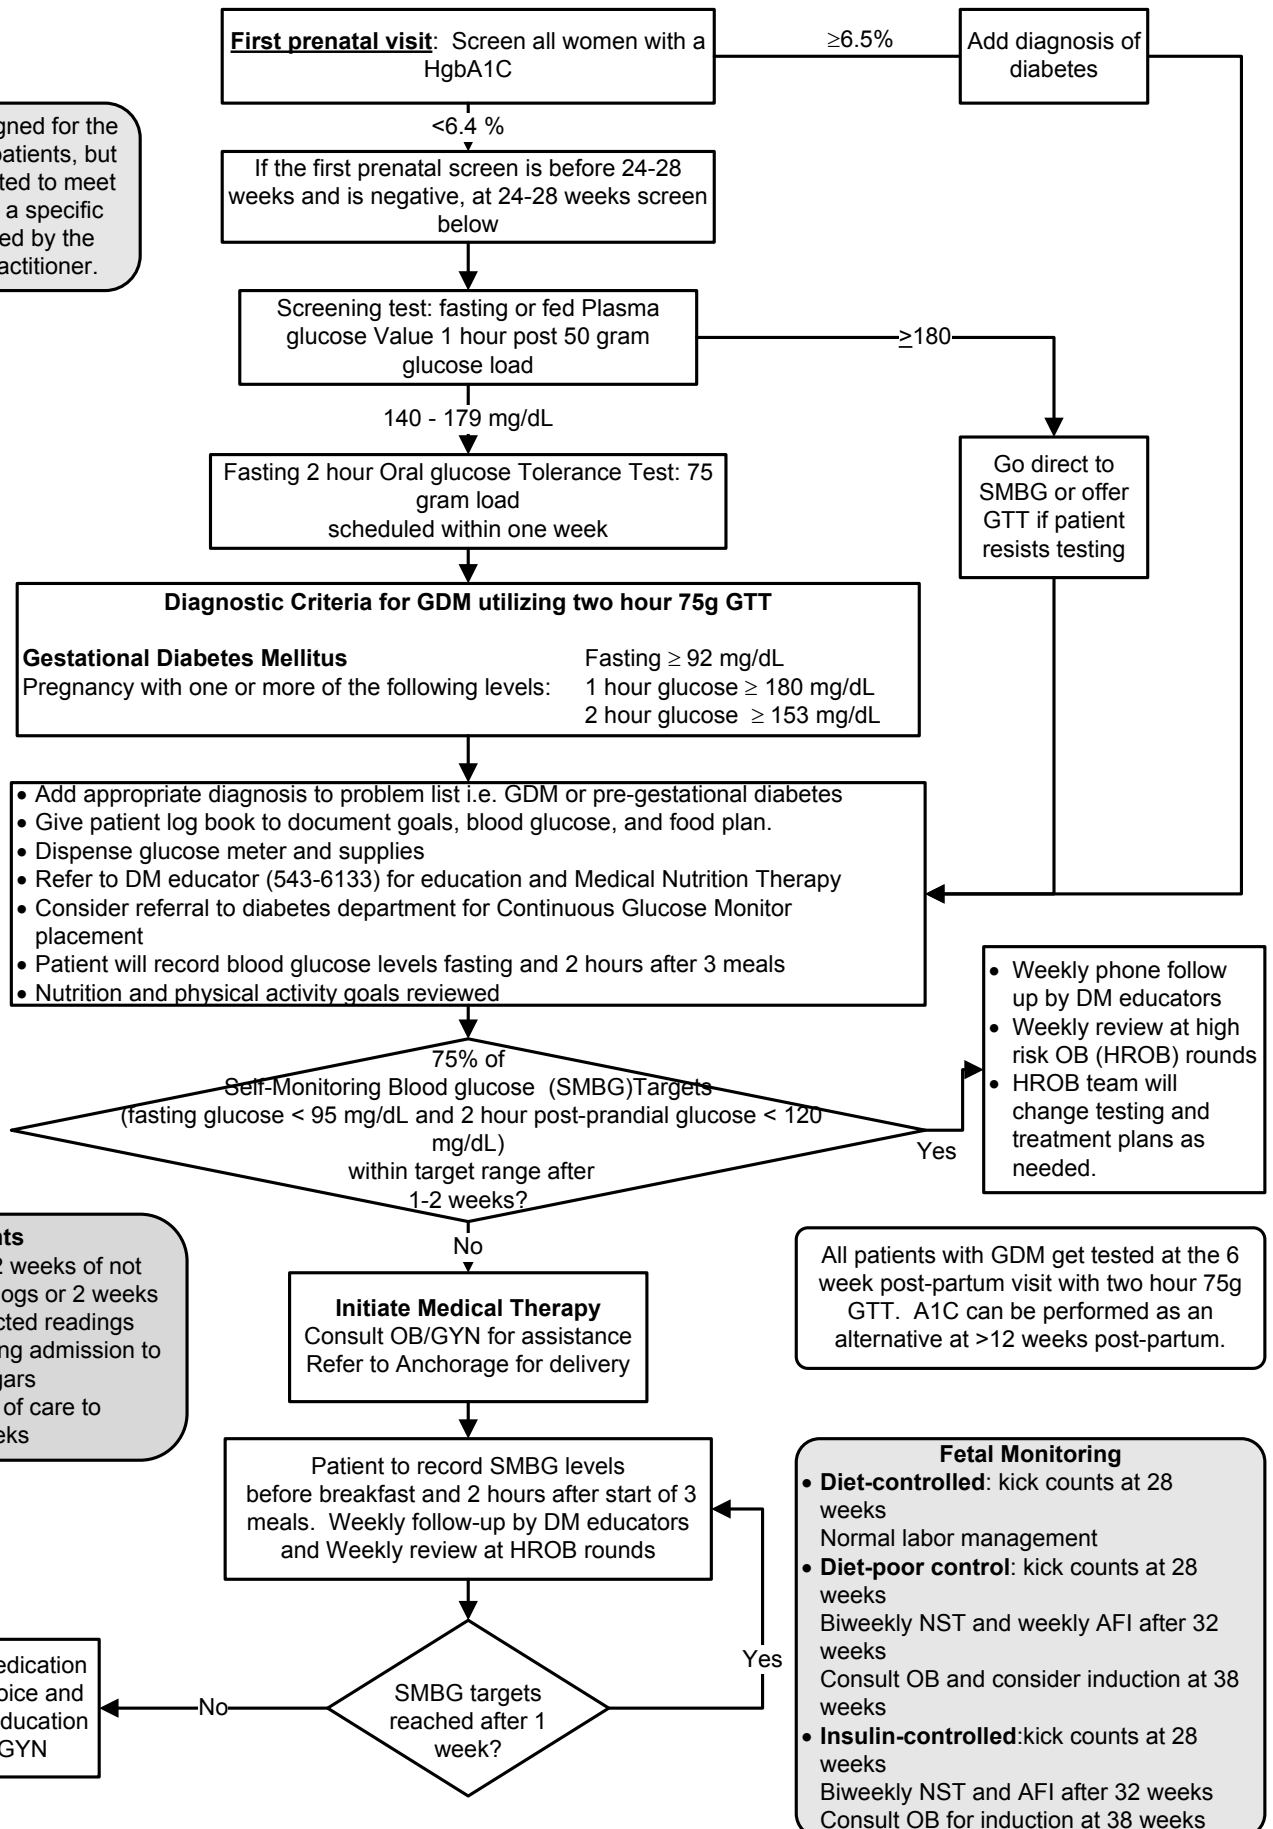 First prenatal visit: Screen all women with a
HgbA1C
≥6.5%
Add diagnosis of
diabetes
<6.4 %
gned for the
patients, but
ted to meet
a specific
ed by the
actitioner.
If the first prenatal screen is before 24-28
weeks and is negative, at 24-28 weeks screen
below
Screening test: fasting or fed Plasma
glucose Value 1 hour post 50 gram
glucose load
≥180
140 - 179 mg/dL
Fasting 2 hour Oral glucose Tolerance Test: 75
gram load
scheduled within one week
Go direct to
SMBG or offer
GTT if patient
resists testing
Diagnostic Criteria for GDM utilizing two hour 75g GTT
Gestational Diabetes Mellitus Fasting ≥ 92 mg/dL
Pregnancy with one or more of the following levels: 1 hour glucose ≥ 180 mg/dL
2 hour glucose ≥ 153 mg/dL
• Add appropriate diagnosis to problem list i.e. GDM or pre-gestational diabetes
• Give patient log book to document goals, blood glucose, and food plan.
• Dispense glucose meter and supplies
• Refer to DM educator (543-6133) for education and Medical Nutrition Therapy
• Consider referral to diabetes department for Continuous Glucose Monitor
placement
• Patient will record blood glucose levels fasting and 2 hours after 3 meals
• Nutrition and physical activity goals reviewed
75% of
Self-Monitoring Blood glucose (SMBG)Targets
(fasting glucose < 95 mg/dL and 2 hour post-prandial glucose < 120
mg/dL)
within target range after
1-2 weeks?
Yes
• Weekly phone follow
up by DM educators
• Weekly review at high
risk OB (HROB) rounds
• HROB team will
change testing and
treatment plans as
needed.
No
nts
2 weeks of not
logs or 2 weeks
cted readings
ng admission to
gars
of care to
eks
Initiate Medical Therapy
Consult OB/GYN for assistance
Refer to Anchorage for delivery
All patients with GDM get tested at the 6
week post-partum visit with two hour 75g
GTT. A1C can be performed as an
alternative at >12 weeks post-partum.
Patient to record SMBG levels
before breakfast and 2 hours after start of 3
meals. Weekly follow-up by DM educators
and Weekly review at HROB rounds
Yes
SMBG targets
reached after 1
week?
No
edication
oice and
ducation
GYN
Fetal Monitoring
• Diet-controlled: kick counts at 28
weeks
Normal labor management
• Diet-poor control: kick counts at 28
weeks
Biweekly NST and weekly AFI after 32
weeks
Consult OB and consider induction at 38
weeks
• Insulin-controlled:kick counts at 28
weeks
Biweekly NST and AFI after 32 weeks
Consult OB for induction at 38 weeks